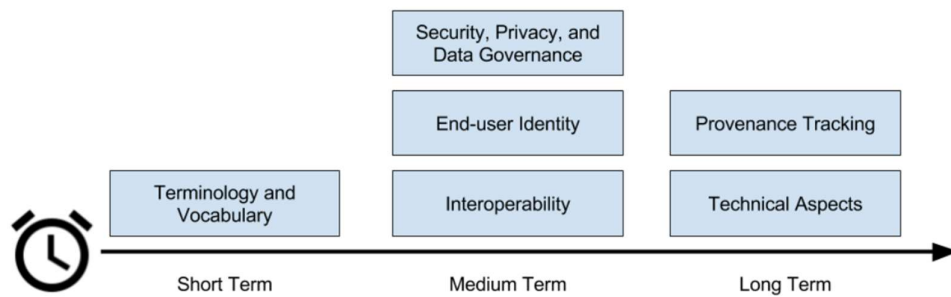 Security, Privacy, and
Data Governance
End-user Identity
Provenance Tracking
Terminology and
Vocabulary
Interoperability
Technical Aspects
Short Term
Medium Term
Long Term